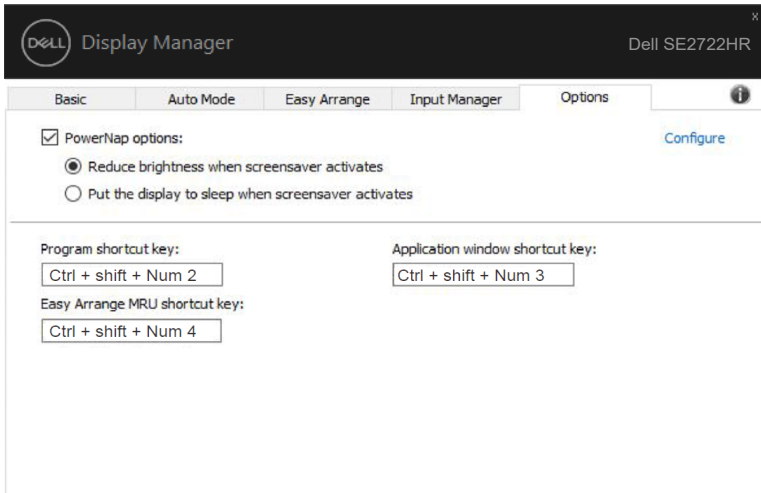 x
DELL Display Manager
Dell SE2722HR
Basic Auto Mode Easy Arrange Input Manager Options i
PowerNap options: Configure
Reduce brightness when screensaver activates
Put the display to sleep when screensaver activates
Program shortcut key: Application window shortcut key:
Ctrl + shift + Num 2 Ctrl + shift + Num 3
Easy Arrange MRU shortcut key:
Ctrl + shift + Num 4